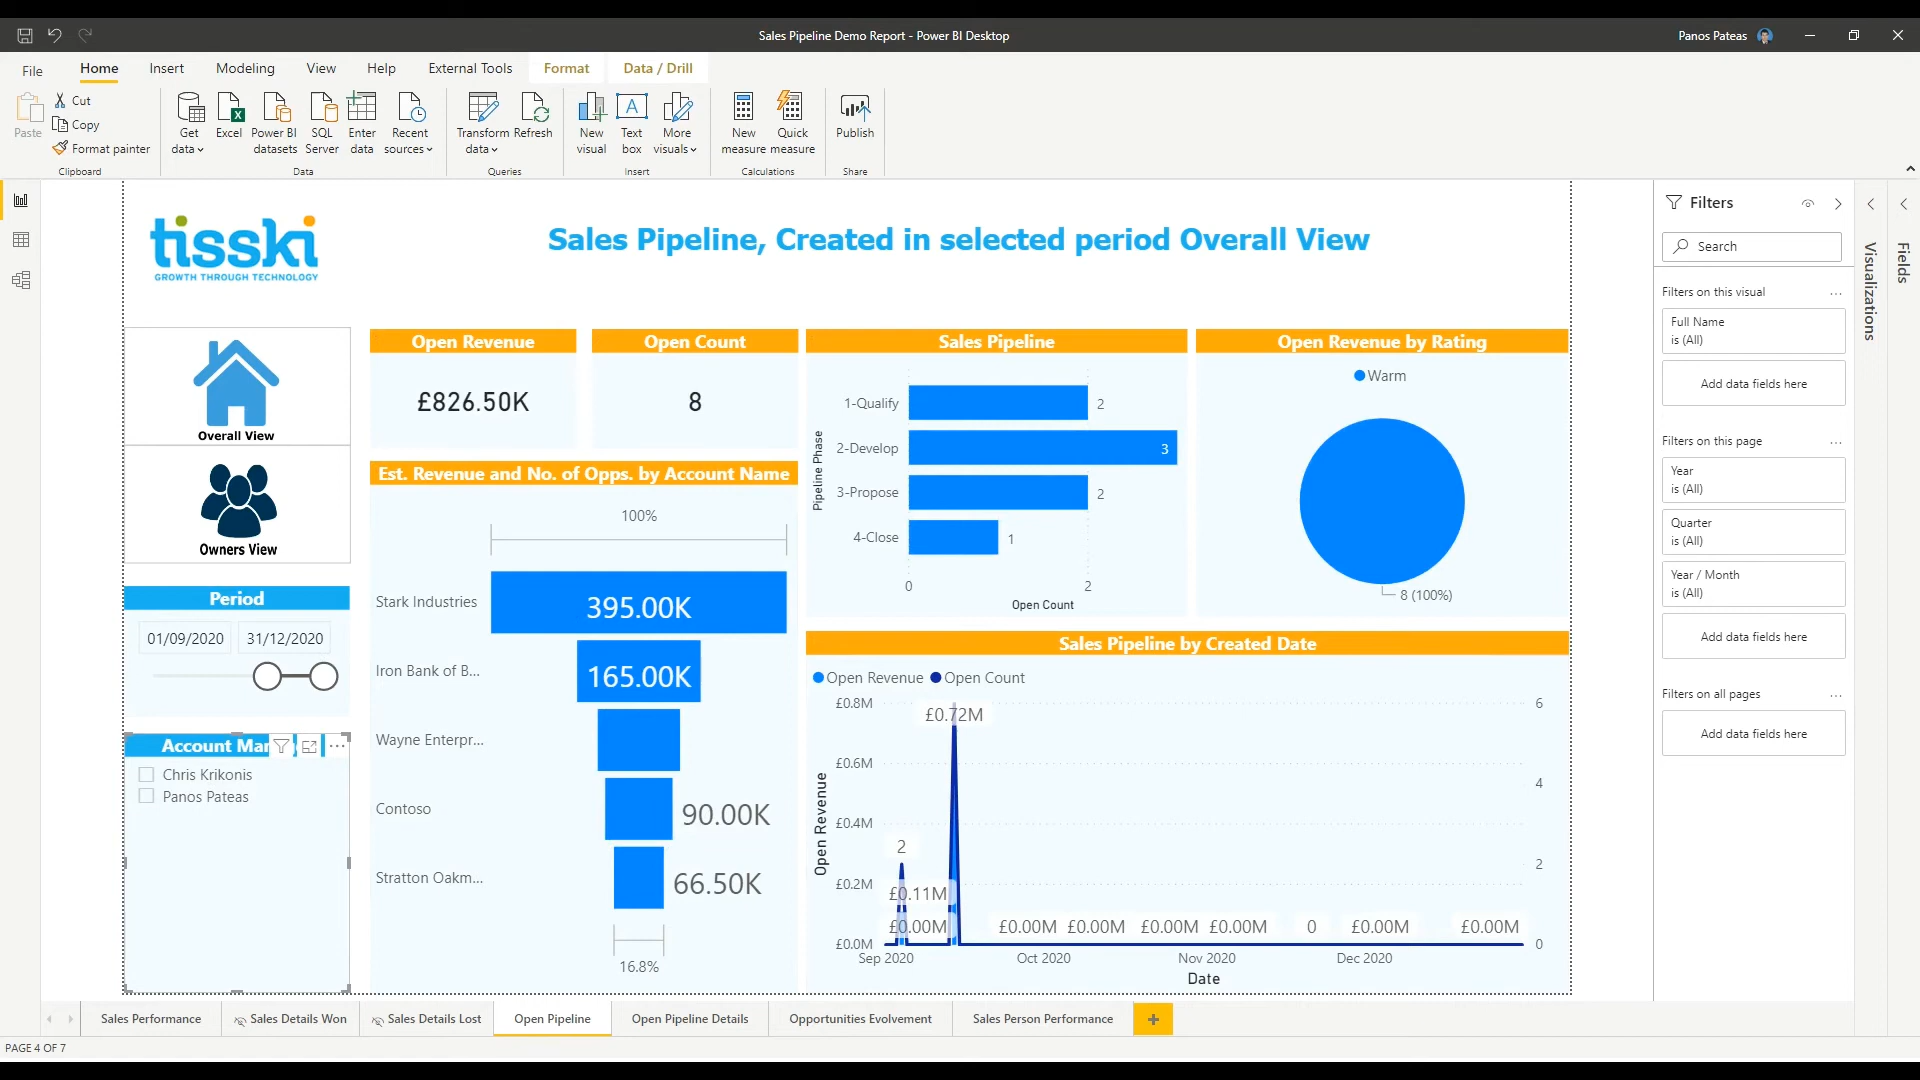 Sales Pipeline Demo Report - Power BI Desktop
Panos Pateas
File Home Insert Modeling View Help External Tools Format Data / Drill
Paste
Cut
Copy
Format painter
Clipboard
Get data
Excel
Power BI datasets
SQL Server
Enter data
Recent sources
Data
Transform data
Refresh
Queries
New visual
Text box
More visuals
Insert
New measure
Quick measure
Calculations
Publish
Share
tisski
GROWTH THROUGH TECHNOLOGY
Sales Pipeline, Created in selected period Overall View
Overall View
Owners View
Period
01/09/2020 31/12/2020
Account Mar
Chris Krikonis
Panos Pateas
Open Revenue
£826.50K
Open Count
8
Est. Revenue and No. of Opps. by Account Name
100%
Stark Industries 395.00K
Iron Bank of B... 165.00K
Wayne Enterpr...
Contoso 90.00K
Stratton Oakm... 66.50K
16.8%
Sales Pipeline
Pipeline Phase
1-Qualify 2
2-Develop 3
3-Propose 2
4-Close 1
0 2
Open Count
Open Revenue by Rating
Warm
8 (100%)
Sales Pipeline by Created Date
Open Revenue Open Count
Open Revenue
£0.8M 6
£0.72M
£0.6M
4
£0.4M
2
£0.2M 2
£0.11M
£0.00M £0.00M £0.00M £0.00M £0.00M 0 £0.00M £0.00M
£0.0M 0
Sep 2020 Oct 2020 Nov 2020 Dec 2020
Date
Filters
Search
Filters on this visual ...
Full Name
is (All)
Add data fields here
Filters on this page ...
Year
is (All)
Quarter
is (All)
Year / Month
is (All)
Add data fields here
Filters on all pages ...
Add data fields here
Visualizations
Fields
Sales Performance Sales Details Won Sales Details Lost Open Pipeline Open Pipeline Details Opportunities Evolvement Sales Person Performance +
PAGE 4 OF 7